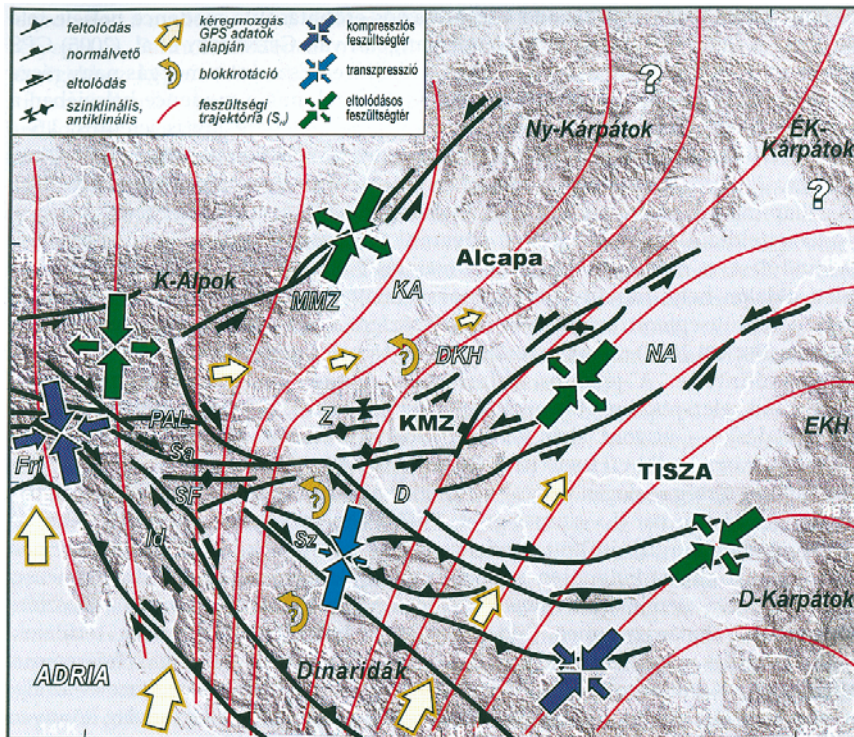 feltolódás
normálvető
eltolódás
szinklinális,
antiklinális
kéregmozgás
GPS adatok
alapján
blokkrotáció
feszültségi
trajektória (SH)
kompressziós
feszültségtér
transzpresszió
eltolódásos
feszültségtér
?
Ny-Kárpátok
ÉK-
Kárpátok
?
Alcapa
K-Alpok
MMZ
KA
?
DKH
NA
Z
KMZ
PAL
EKH
Fri
Sa
TISZA
SF
?
D
Id
Sz
D-Kárpátok
?
Dinaridák
ADRIA
14°K
18°K